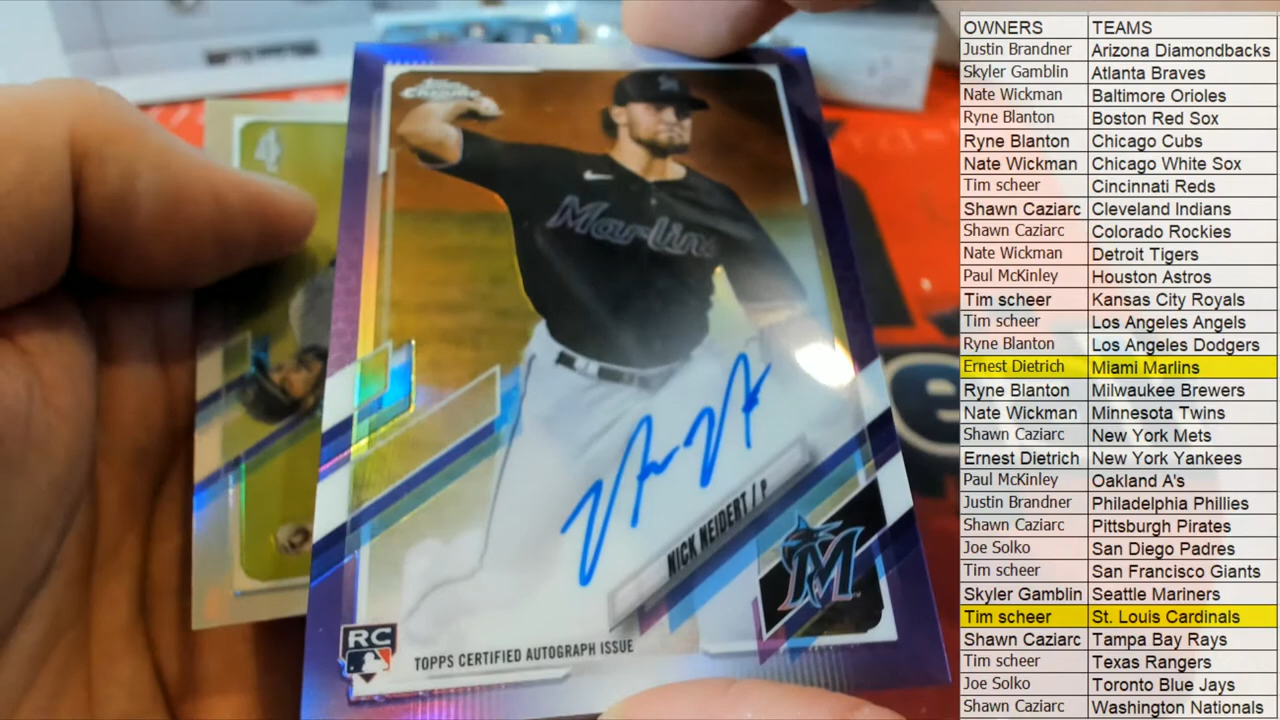 Topps
Chrome
Marlins
NICK NEIDERT / P
M
RC
TOPPS CERTIFIED AUTOGRAPH ISSUE
4
e
OWNERS TEAMS
Justin Brandner Arizona Diamondbacks
Skyler Gamblin Atlanta Braves
Nate Wickman Baltimore Orioles
Ryne Blanton Boston Red Sox
Ryne Blanton Chicago Cubs
Nate Wickman Chicago White Sox
Tim scheer Cincinnati Reds
Shawn Caziarc Cleveland Indians
Shawn Caziarc Colorado Rockies
Nate Wickman Detroit Tigers
Paul McKinley Houston Astros
Tim scheer Kansas City Royals
Tim scheer Los Angeles Angels
Ryne Blanton Los Angeles Dodgers
Ernest Dietrich Miami Marlins
Ryne Blanton Milwaukee Brewers
Nate Wickman Minnesota Twins
Shawn Caziarc New York Mets
Ernest Dietrich New York Yankees
Paul McKinley Oakland A's
Justin Brandner Philadelphia Phillies
Shawn Caziarc Pittsburgh Pirates
Joe Solko San Diego Padres
Tim scheer San Francisco Giants
Skyler Gamblin Seattle Mariners
Tim scheer St. Louis Cardinals
Shawn Caziarc Tampa Bay Rays
Tim scheer Texas Rangers
Joe Solko Toronto Blue Jays
Shawn Caziarc Washington Nationals